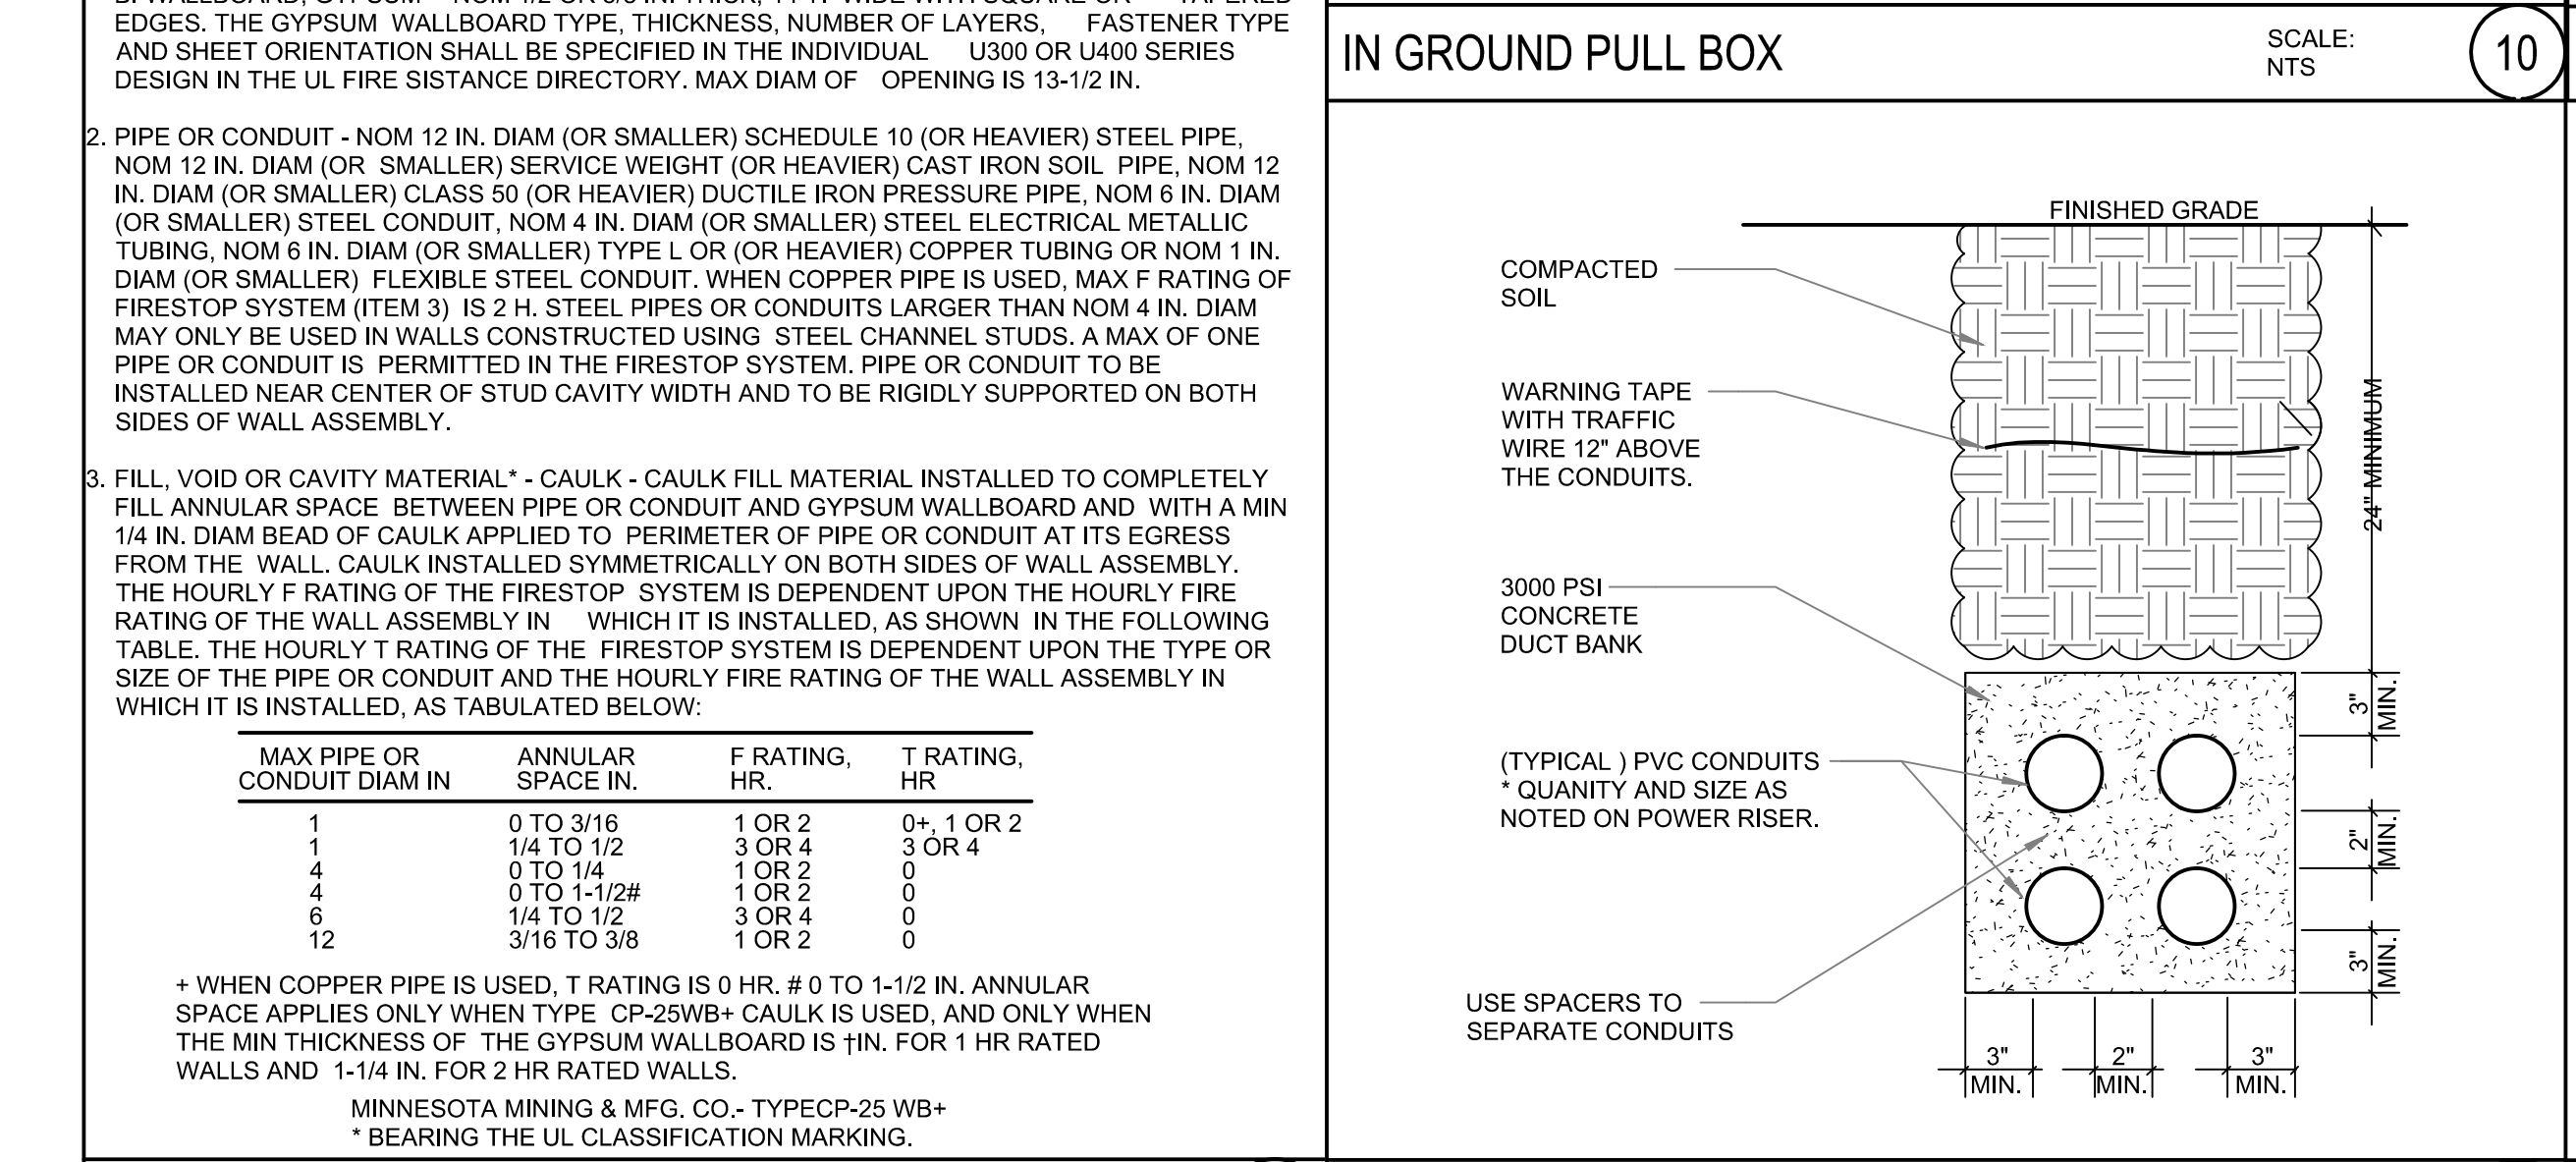 EDGES. THE GYPSUM WALLBOARD TYPE, THICKNESS, NUMBER OF LAYERS, FASTENER TYPE
AND SHEET ORIENTATION SHALL BE SPECIFIED IN THE INDIVIDUAL U300 OR U400 SERIES
DESIGN IN THE UL FIRE SISTANCE DIRECTORY. MAX DIAM OF OPENING IS 13-1/2 IN.
2. PIPE OR CONDUIT - NOM 12 IN. DIAM (OR SMALLER) SCHEDULE 10 (OR HEAVIER) STEEL PIPE,
NOM 12 IN. DIAM (OR SMALLER) SERVICE WEIGHT (OR HEAVIER) CAST IRON SOIL PIPE, NOM 12
IN. DIAM (OR SMALLER) CLASS 50 (OR HEAVIER) DUCTILE IRON PRESSURE PIPE, NOM 6 IN. DIAM
(OR SMALLER) STEEL CONDUIT, NOM 4 IN. DIAM (OR SMALLER) STEEL ELECTRICAL METALLIC
TUBING, NOM 6 IN. DIAM (OR SMALLER) TYPE L OR (OR HEAVIER) COPPER TUBING OR NOM 1 IN.
DIAM (OR SMALLER) FLEXIBLE STEEL CONDUIT. WHEN COPPER PIPE IS USED, MAX F RATING OF
FIRESTOP SYSTEM (ITEM 3) IS 2 H. STEEL PIPES OR CONDUITS LARGER THAN NOM 4 IN. DIAM
MAY ONLY BE USED IN WALLS CONSTRUCTED USING STEEL CHANNEL STUDS. A MAX OF ONE
PIPE OR CONDUIT IS PERMITTED IN THE FIRESTOP SYSTEM. PIPE OR CONDUIT TO BE
INSTALLED NEAR CENTER OF STUD CAVITY WIDTH AND TO BE RIGIDLY SUPPORTED ON BOTH
SIDES OF WALL ASSEMBLY.
3. FILL, VOID OR CAVITY MATERIAL* - CAULK - CAULK FILL MATERIAL INSTALLED TO COMPLETELY
FILL ANNULAR SPACE BETWEEN PIPE OR CONDUIT AND GYPSUM WALLBOARD AND WITH A MIN
1/4 IN. DIAM BEAD OF CAULK APPLIED TO PERIMETER OF PIPE OR CONDUIT AT ITS EGRESS
FROM THE WALL. CAULK INSTALLED SYMMETRICALLY ON BOTH SIDES OF WALL ASSEMBLY.
THE HOURLY F RATING OF THE FIRESTOP SYSTEM IS DEPENDENT UPON THE HOURLY FIRE
RATING OF THE WALL ASSEMBLY IN WHICH IT IS INSTALLED, AS SHOWN IN THE FOLLOWING
TABLE. THE HOURLY T RATING OF THE FIRESTOP SYSTEM IS DEPENDENT UPON THE TYPE OR
SIZE OF THE PIPE OR CONDUIT AND THE HOURLY FIRE RATING OF THE WALL ASSEMBLY IN
WHICH IT IS INSTALLED, AS TABULATED BELOW:
MAX PIPE OR ANNULAR F RATING, T RATING,
CONDUIT DIAM IN SPACE IN. HR. HR
1 0 TO 3/16 1 OR 2 0+, 1 OR 2
1 1/4 TO 1/2 3 OR 4 3 OR 4
4 0 TO 1/4 1 OR 2 0
4 0 TO 1-1/2# 1 OR 2 0
6 1/4 TO 1/2 3 OR 4 0
12 3/16 TO 3/8 1 OR 2 0
+ WHEN COPPER PIPE IS USED, T RATING IS 0 HR. # 0 TO 1-1/2 IN. ANNULAR
SPACE APPLIES ONLY WHEN TYPE CP-25WB+ CAULK IS USED, AND ONLY WHEN
THE MIN THICKNESS OF THE GYPSUM WALLBOARD IS †IN. FOR 1 HR RATED
WALLS AND 1-1/4 IN. FOR 2 HR RATED WALLS.
MINNESOTA MINING & MFG. CO.- TYPECP-25 WB+
* BEARING THE UL CLASSIFICATION MARKING.
IN GROUND PULL BOX
SCALE:
NTS
10
FINISHED GRADE
COMPACTED
SOIL
WARNING TAPE
WITH TRAFFIC
WIRE 12" ABOVE
THE CONDUITS.
24" MINIMUM
3000 PSI
CONCRETE
DUCT BANK
(TYPICAL ) PVC CONDUITS
* QUANITY AND SIZE AS
NOTED ON POWER RISER.
USE SPACERS TO
SEPARATE CONDUITS
3"
MIN.
2"
MIN.
3"
MIN.
3"
MIN.
2"
MIN.
3"
MIN.